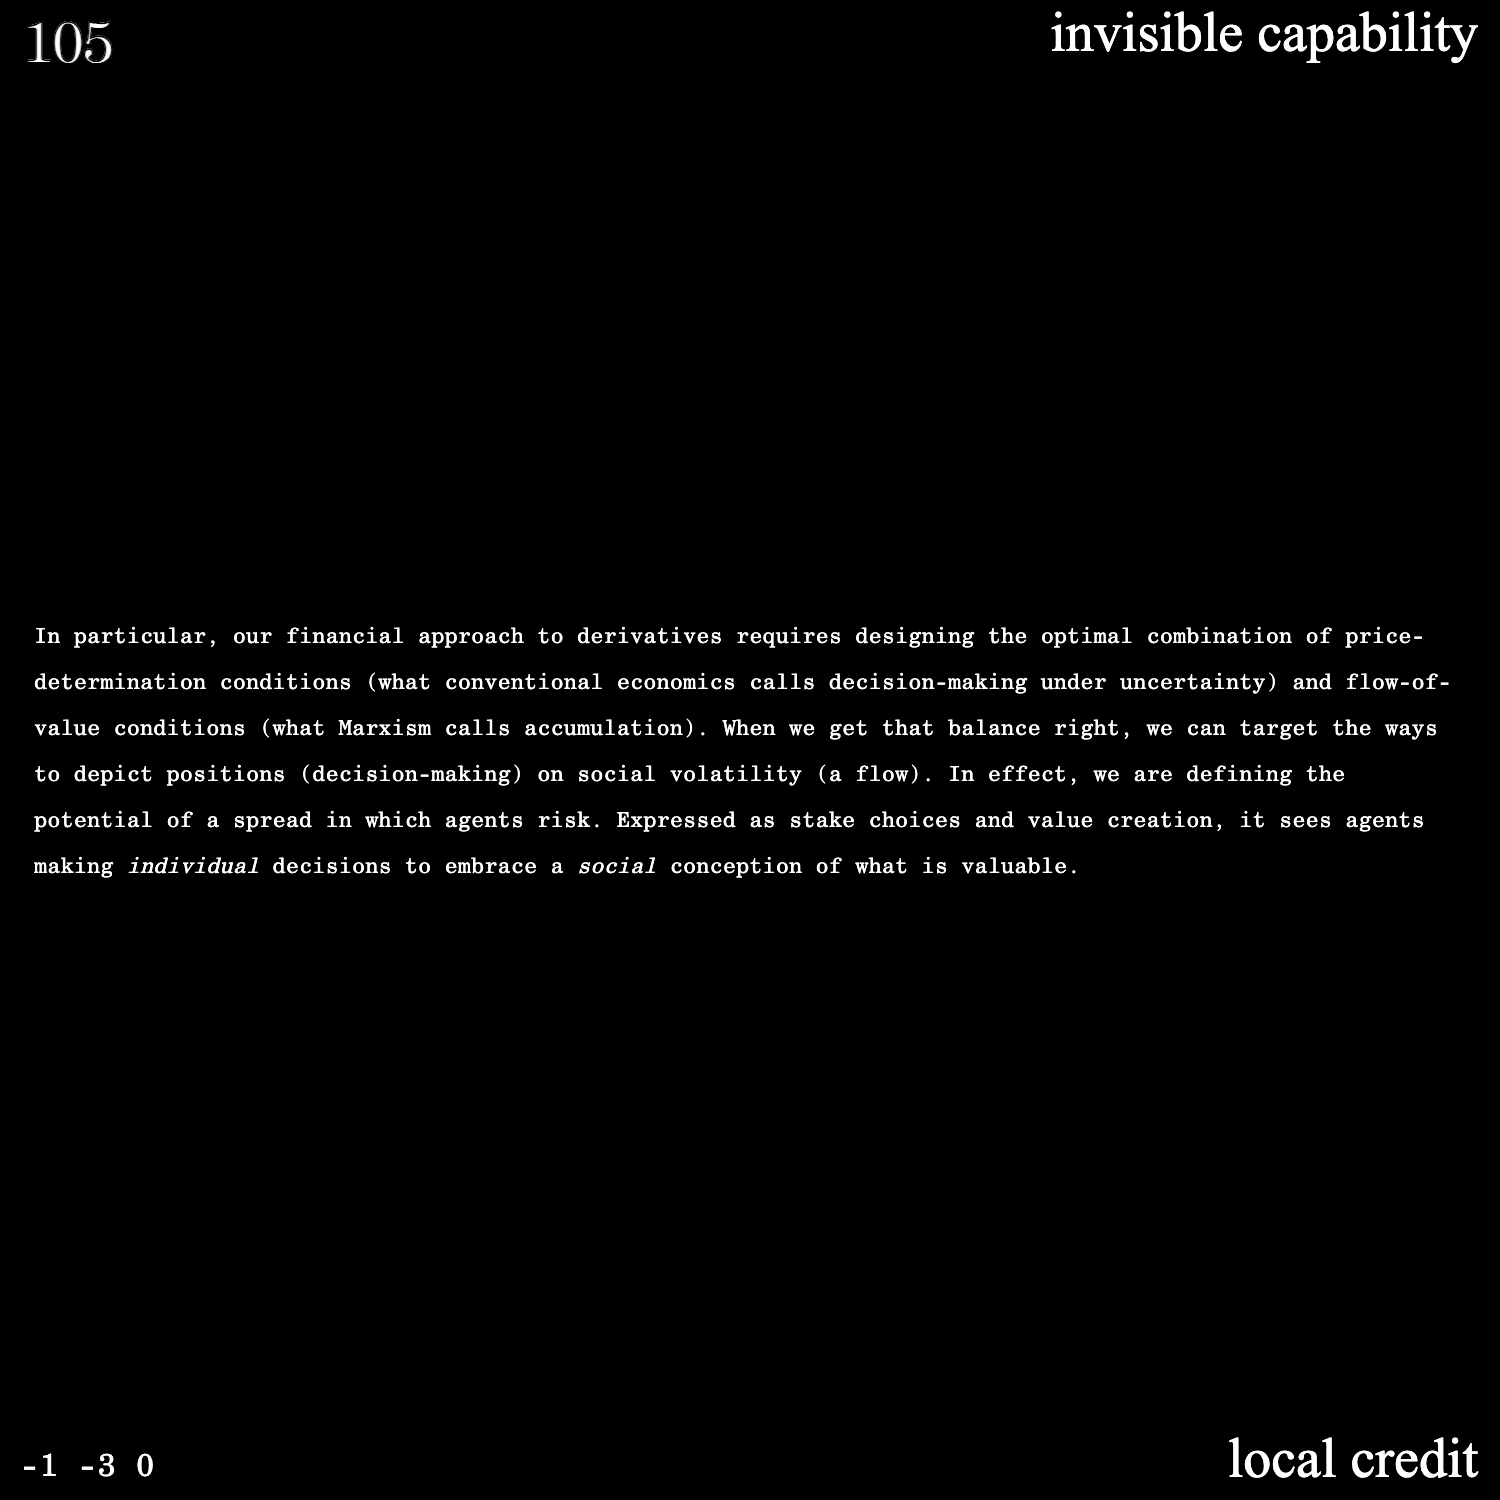 105
invisible capability
In particular, our financial approach to derivatives requires designing the optimal combination of price-
determination conditions (what conventional economics calls decision-making under uncertainty) and flow-of-
value conditions (what Marxism calls accumulation). When we get that balance right, we can target the ways
to depict positions (decision-making) on social volatility (a flow). In effect, we are defining the
potential of a spread in which agents risk. Expressed as stake choices and value creation, it sees agents
making individual decisions to embrace a social conception of what is valuable.
-1 -3 0
local credit